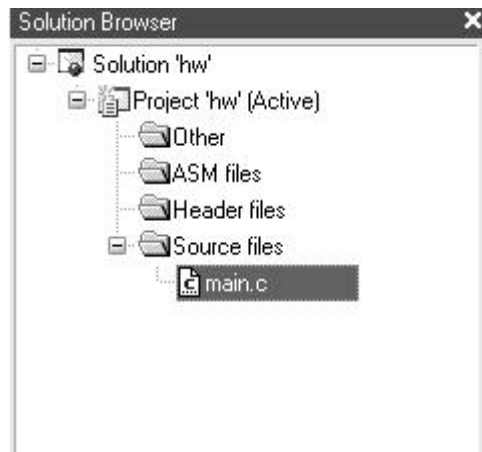 Solution Browser
Solution 'hw'
Project 'hw' (Active)
Other
ASM files
Header files
Source files
main.c